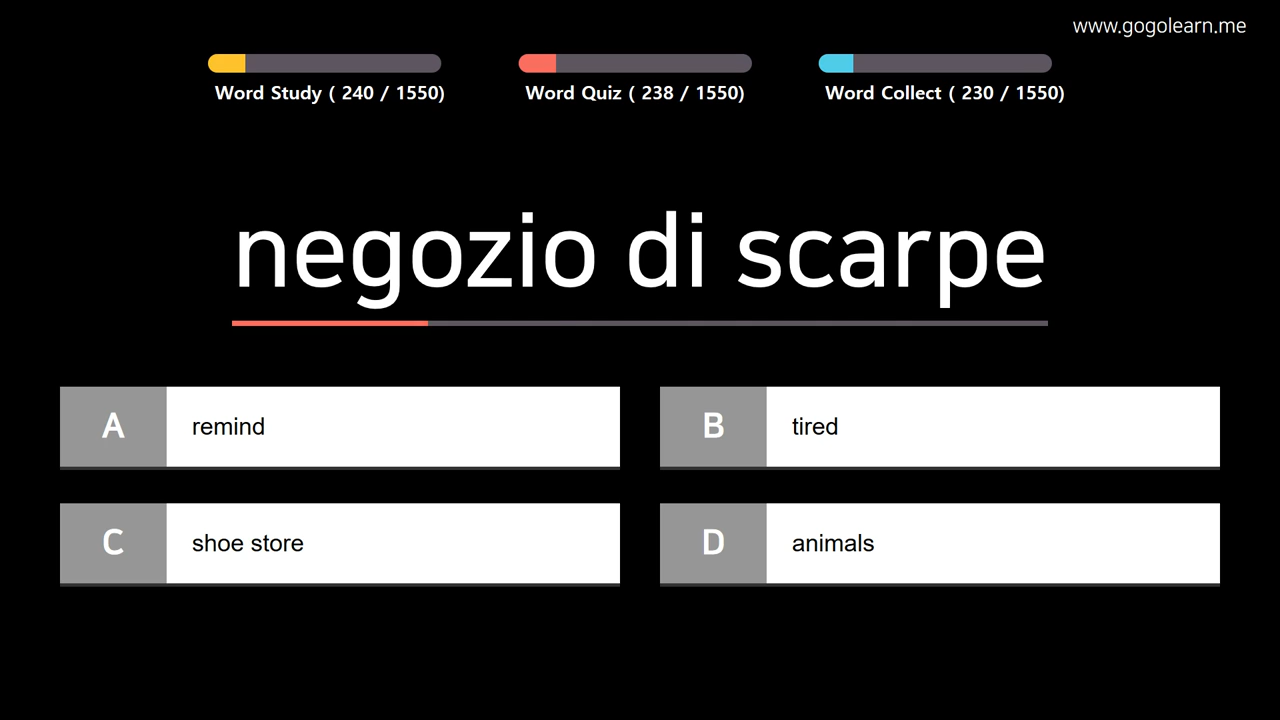 www.gogolearn.me
Word Study ( 240 / 1550)
Word Quiz ( 238 / 1550)
Word Collect ( 230 / 1550)
negozio di scarpe
A
remind
B
tired
C
shoe store
D
animals